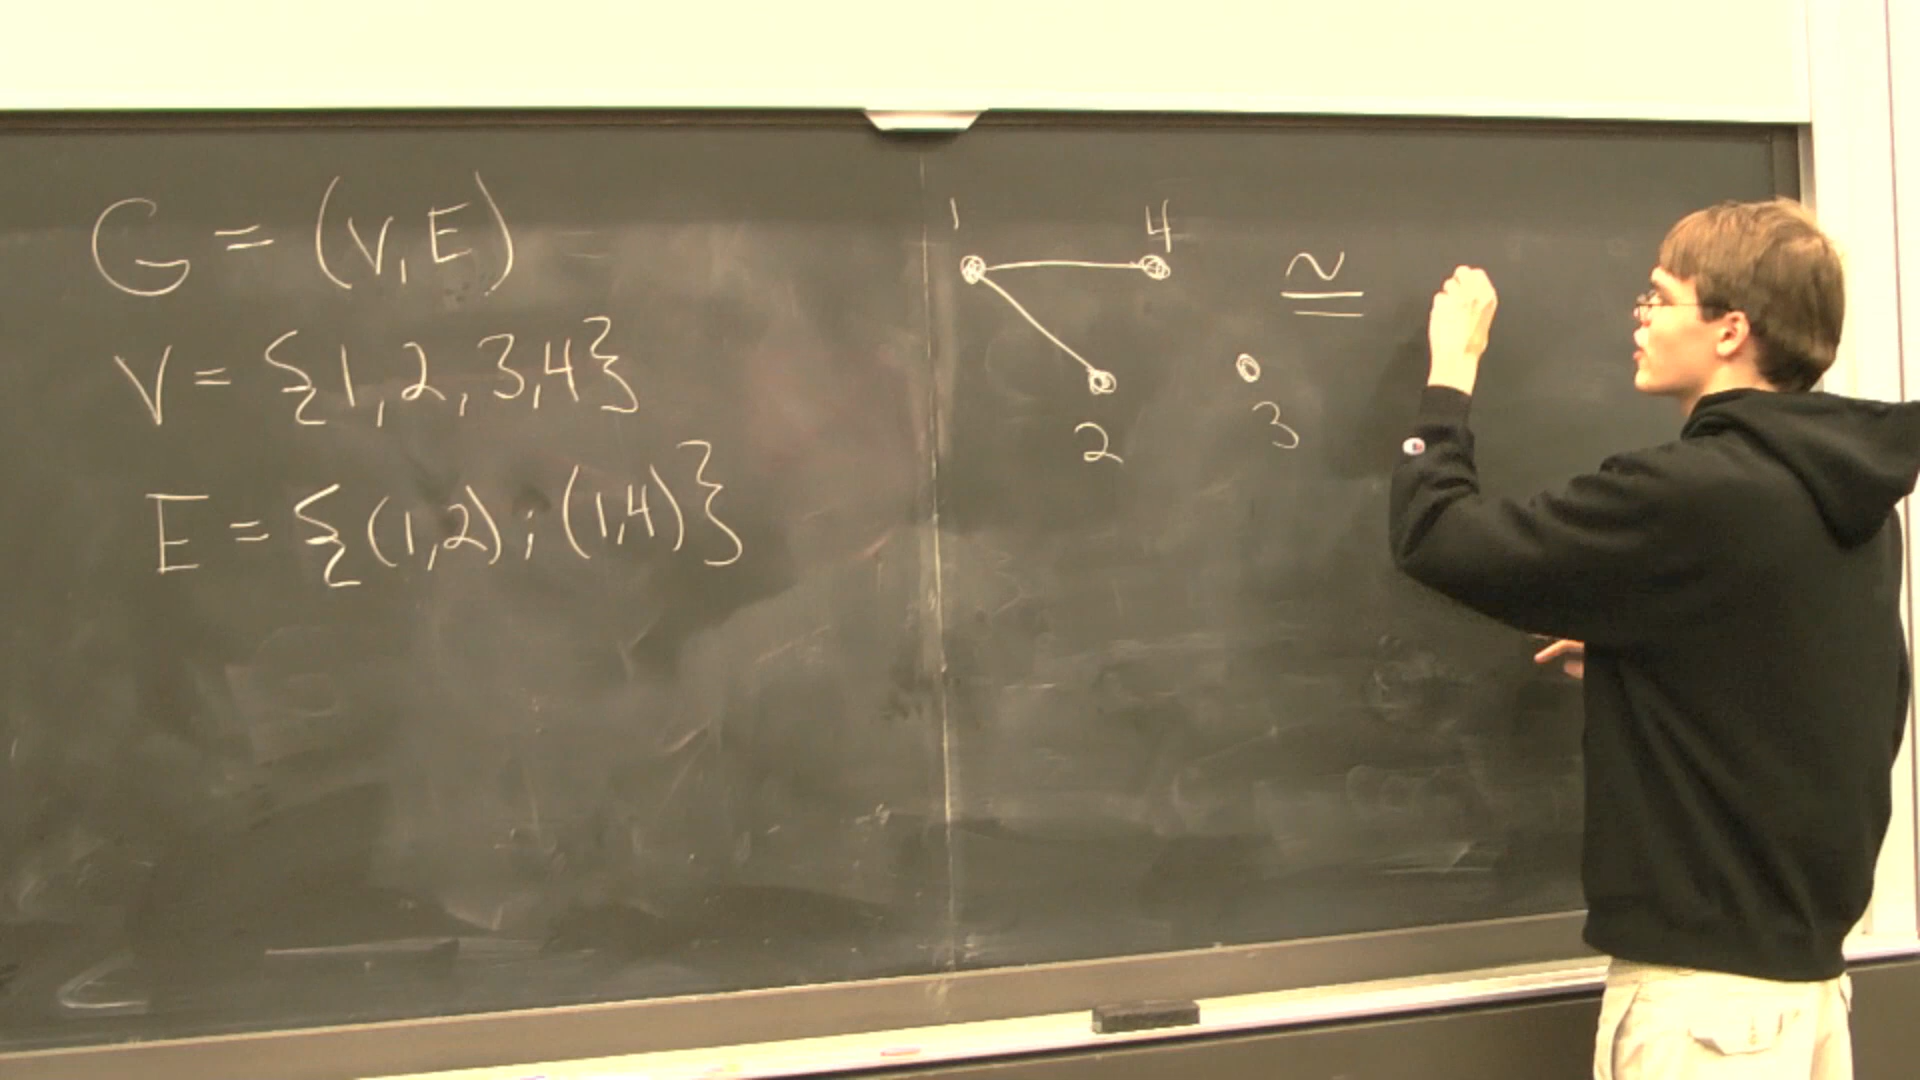 G = (V, E)
V = {1, 2, 3, 4}
E = {(1,2); (1,4)}
1 4
≅
2 3